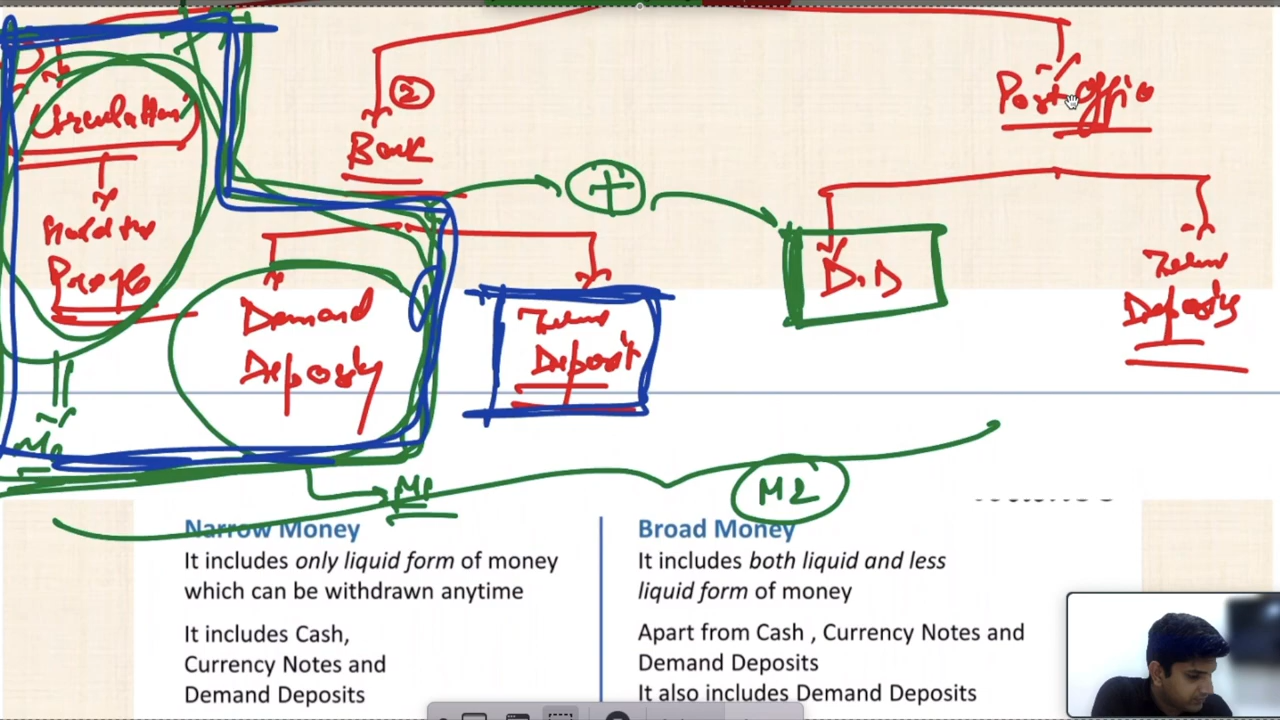 ②
Post office
Circulation
Bank
+
Held by
People
D.D
Term
Deposits
Demand
Deposits
Term
Deposit
M1
M2
Narrow Money
It includes only liquid form of money
which can be withdrawn anytime
It includes Cash,
Currency Notes and
Demand Deposits
Broad Money
It includes both liquid and less
liquid form of money
Apart from Cash , Currency Notes and
Demand Deposits
It also includes Demand Deposits